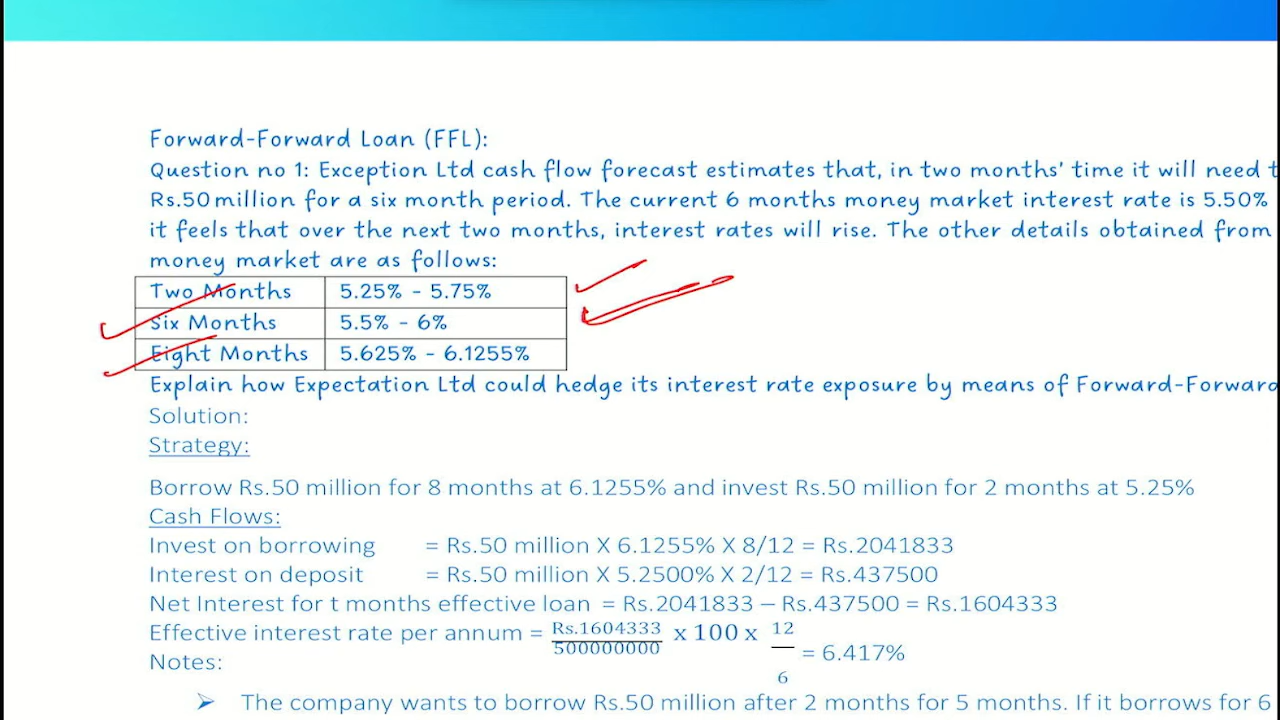 Forward-Forward Loan (FFL):
Question no 1: Exception Ltd cash flow forecast estimates that, in two months' time it will need t
Rs.50 million for a six month period. The current 6 months money market interest rate is 5.50%
it feels that over the next two months, interest rates will rise. The other details obtained from
money market are as follows:
Two Months 5.25% - 5.75%
Six Months 5.5% - 6%
Eight Months 5.625% - 6.1255%
Explain how Expectation Ltd could hedge its interest rate exposure by means of Forward-Forward
Solution:
Strategy:
Borrow Rs.50 million for 8 months at 6.1255% and invest Rs.50 million for 2 months at 5.25%
Cash Flows:
Invest on borrowing = Rs.50 million X 6.1255% X 8/12 = Rs.2041833
Interest on deposit = Rs.50 million X 5.2500% X 2/12 = Rs.437500
Net Interest for t months effective loan = Rs.2041833 – Rs.437500 = Rs.1604333
Effective interest rate per annum = Rs.1604333 / 500000000 x 100 x 12 / 6 = 6.417%
Notes:
➢ The company wants to borrow Rs.50 million after 2 months for 5 months. If it borrows for 6